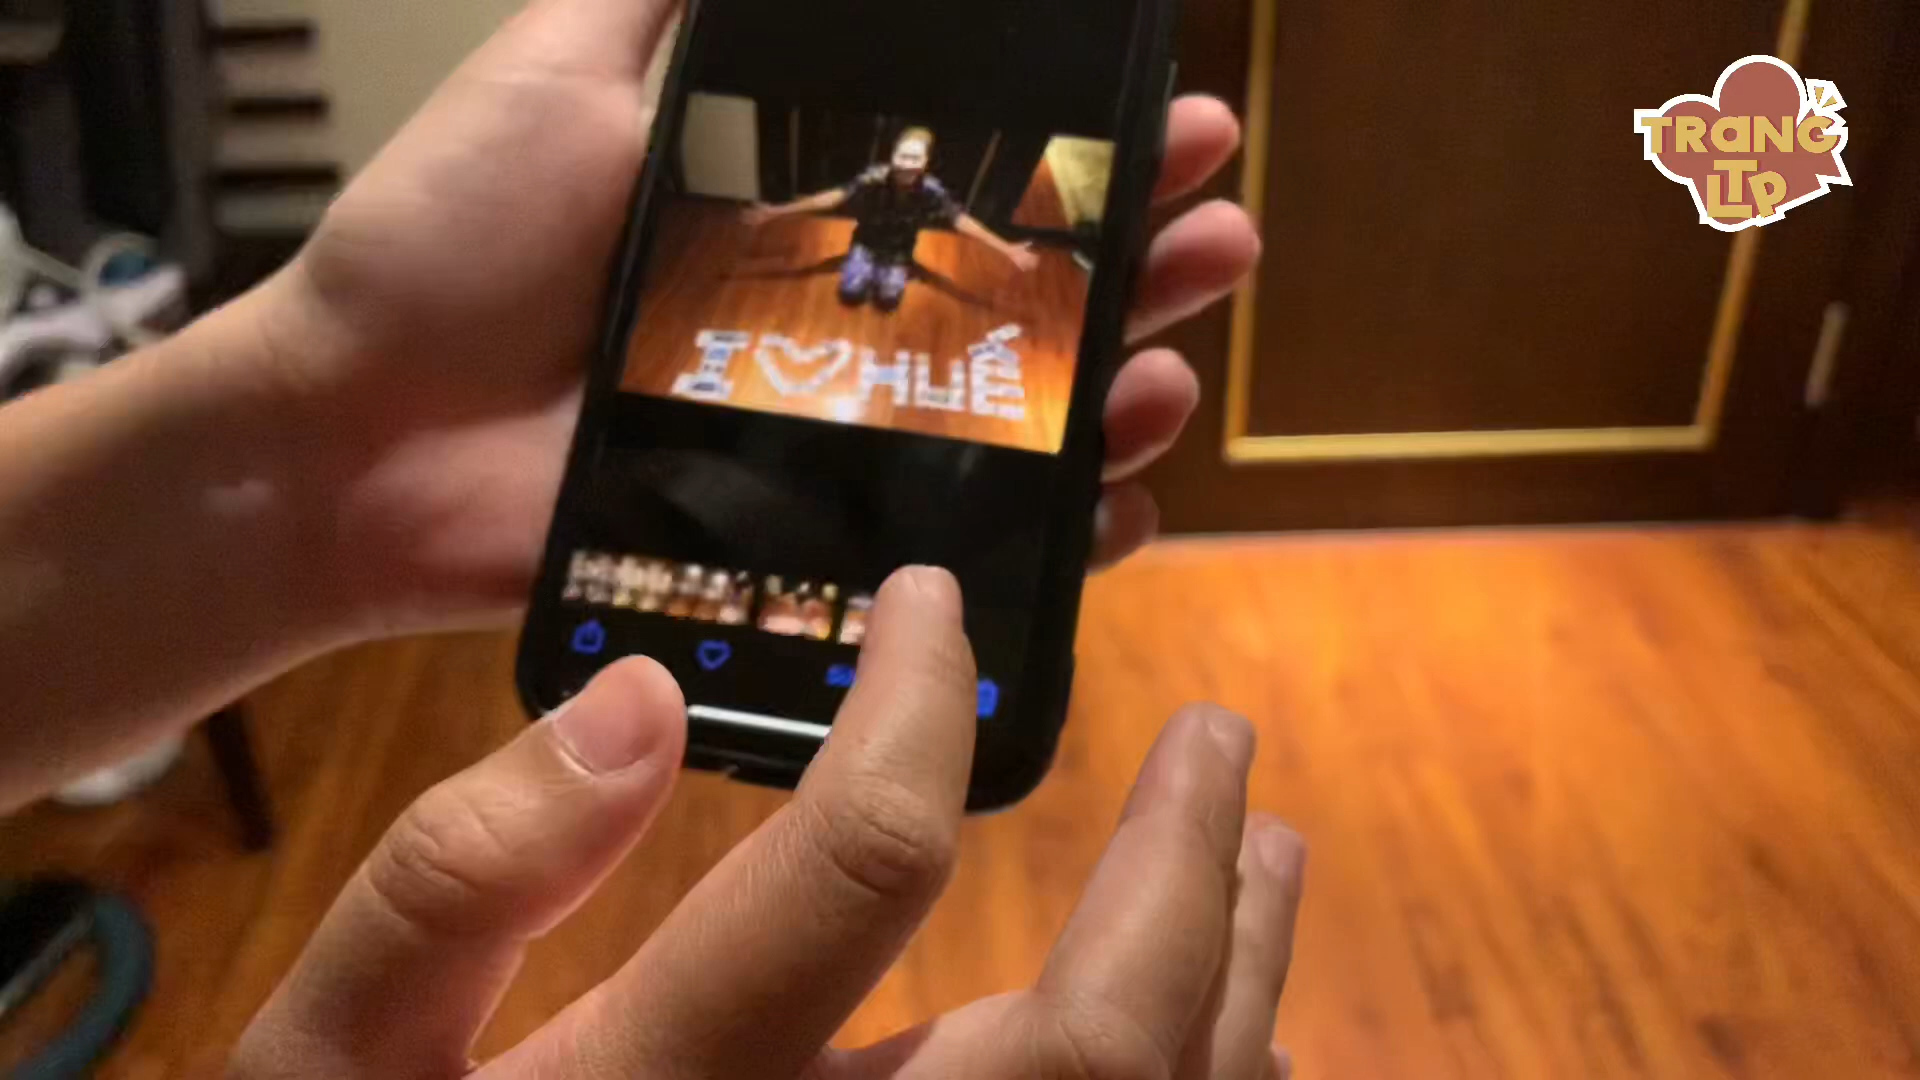 TRANG
LTP
I ♡ HUẾ